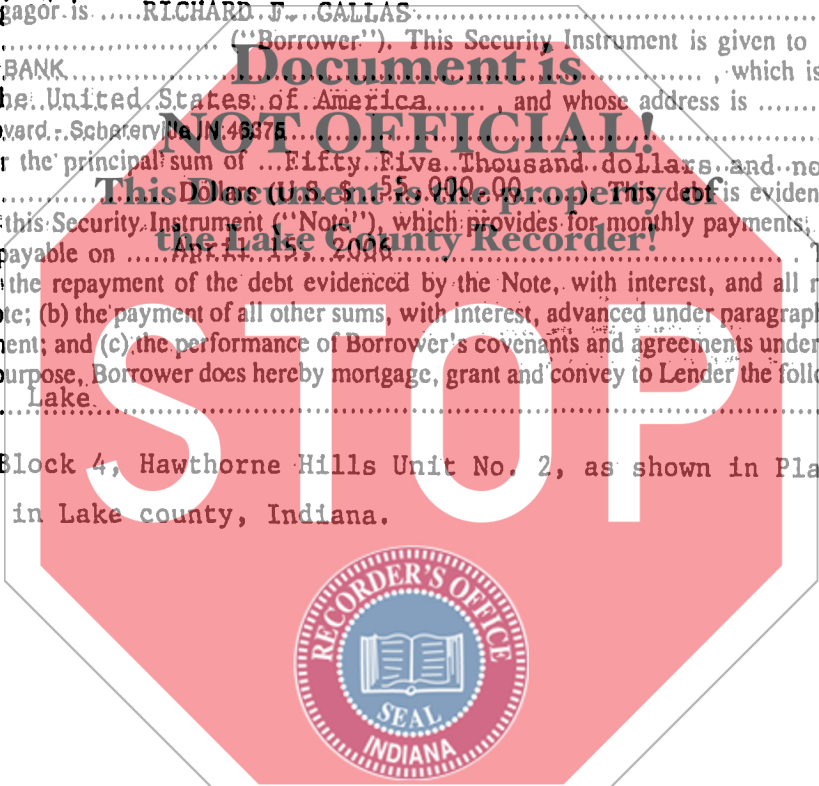 gagor is .....RICHARD F. GALLAS
("Borrower"). This Security Instrument is given to
BANK , which is
Document is
he United States of America , and whose address is
NOT OFFICIAL!
vard - Schererville IN 46375
r the principal sum of ...Fifty Five Thousand dollars and no
This Document is the property of
Dollars (U.S. $ 55,000.00 ). This debt is eviden
this Security Instrument ("Note"), which provides for monthly payments,
the Lake County Recorder!
payable on ..... April 15, 2006
the repayment of the debt evidenced by the Note, with interest, and all r
te; (b) the payment of all other sums, with interest, advanced under paragraph
ent; and (c) the performance of Borrower's covenants and agreements under
urpose, Borrower does hereby mortgage, grant and convey to Lender the foll
Lake
STOP
Block 4, Hawthorne Hills Unit No. 2, as shown in Pla
in Lake county, Indiana.
RECORDER'S OFFICE
SEAL
INDIANA